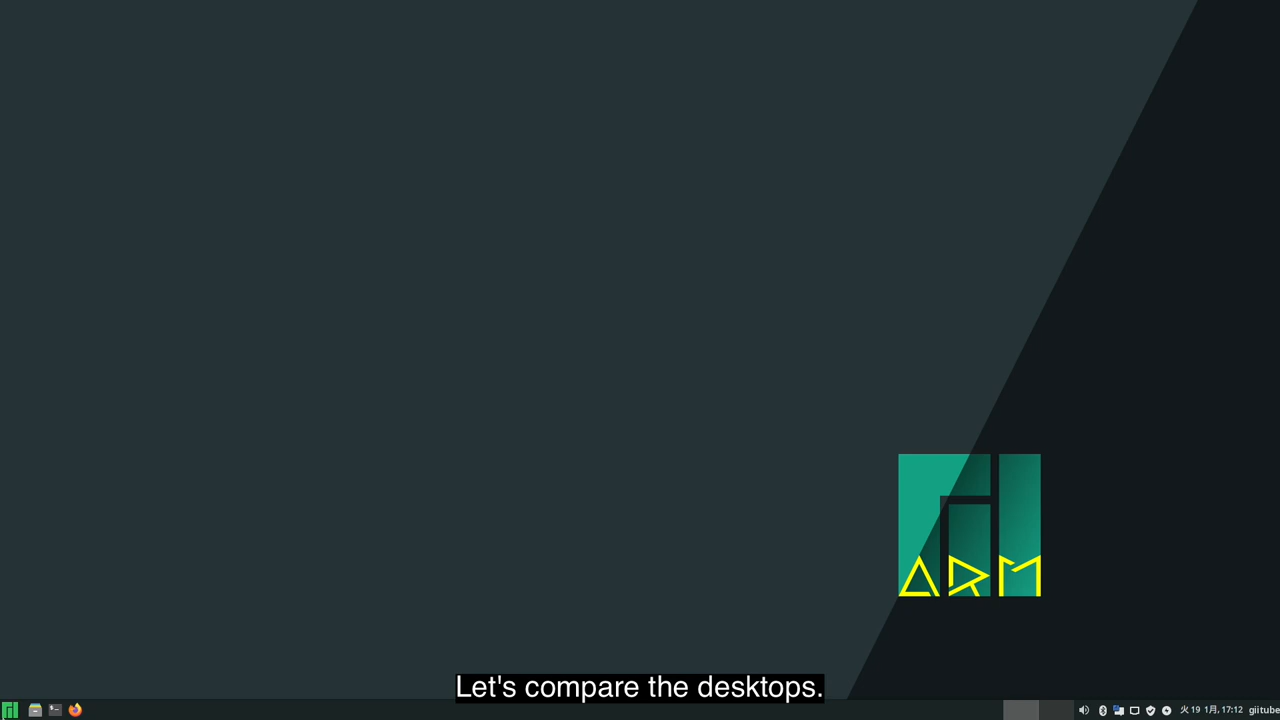 ARM
Let's compare the desktops.
火 19 1月, 17:12 giitube